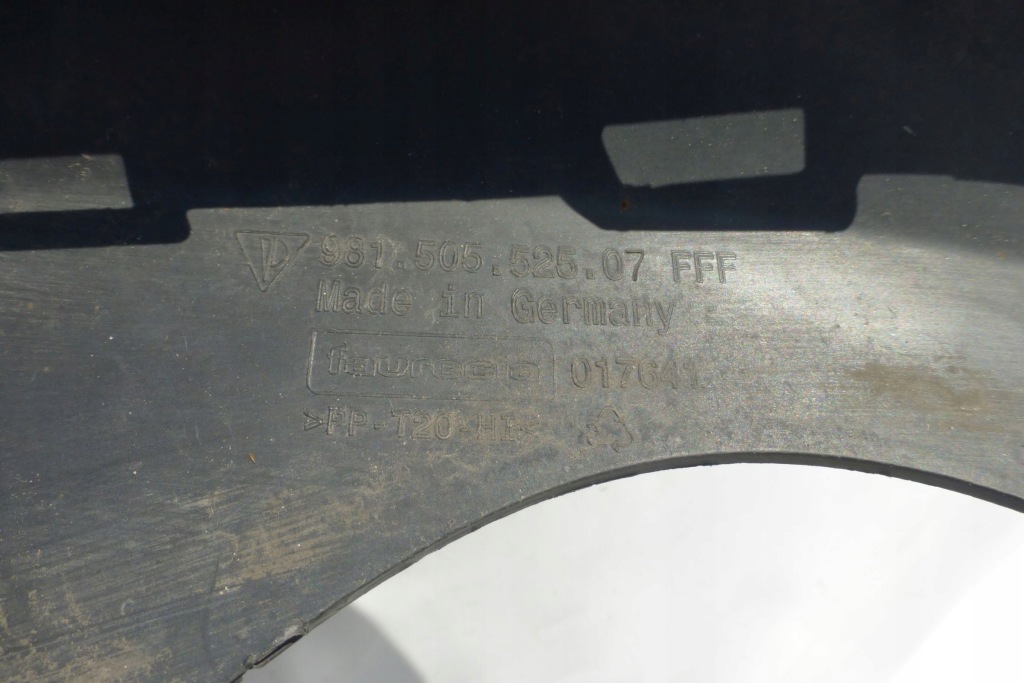 981.505.525.07 FFF
Made in Germany
faurecia 017641
>PP-T20-HI<